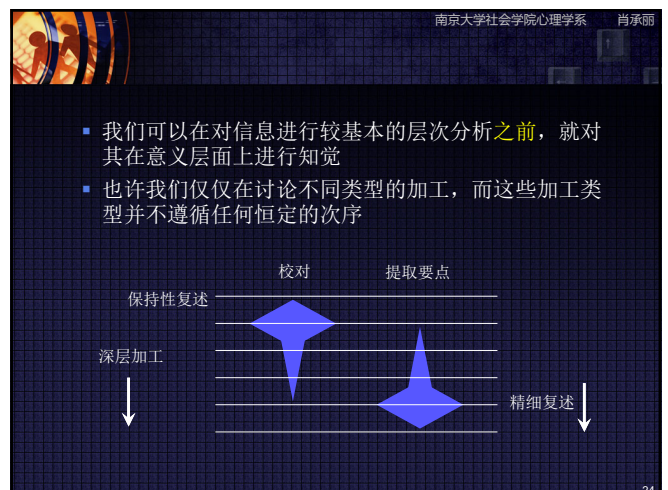 南京大学社会学院心理学系 肖承丽
我们可以在对信息进行较基本的层次分析之前，就对
其在意义层面上进行知觉
也许我们仅仅在讨论不同类型的加工，而这些加工类
型并不遵循任何恒定的次序
校对 提取要点
保持性复述
深层加工
精细复述
24